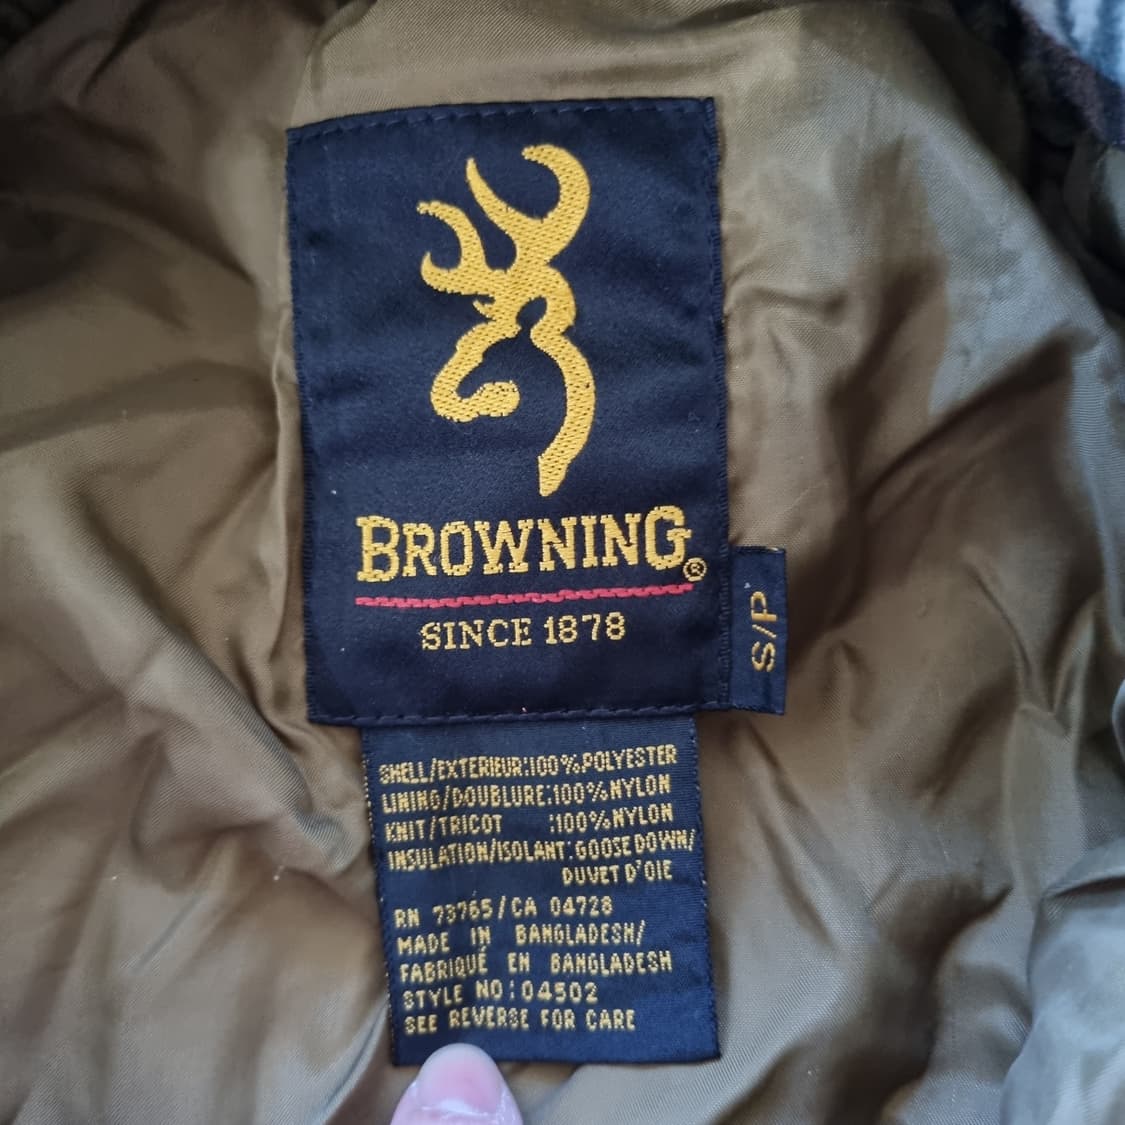 BROWNING®
SINCE 1878
S/P
SHELL/EXTERIEUR:100%POLYESTER
LINING/DOUBLURE:100%NYLON
KNIT/TRICOT :100%NYLON
INSULATION/ISOLANT:GOOSE DOWN/
DUVET D'OIE
RN 73765/CA 04728
MADE IN BANGLADESH/
FABRIQUÉ EN BANGLADESH
STYLE NO:04502
SEE REVERSE FOR CARE